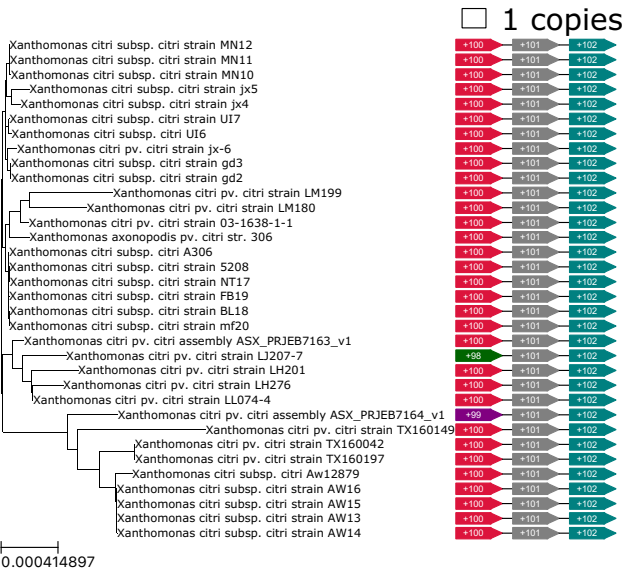 1 copies
Xanthomonas citri subsp. citri strain MN12 +100 +101 +102
Xanthomonas citri subsp. citri strain MN11 +100 +101 +102
Xanthomonas citri subsp. citri strain MN10 +100 +101 +102
Xanthomonas citri subsp. citri strain jx5 +100 +101 +102
Xanthomonas citri subsp. citri strain jx4 +100 +101 +102
Xanthomonas citri subsp. citri strain UI7 +100 +101 +102
Xanthomonas citri subsp. citri UI6 +100 +101 +102
Xanthomonas citri pv. citri strain jx-6 +100 +101 +102
Xanthomonas citri subsp. citri strain gd3 +100 +101 +102
Xanthomonas citri subsp. citri strain gd2 +100 +101 +102
Xanthomonas citri pv. citri strain LM199 +100 +101 +102
Xanthomonas citri pv. citri strain LM180 +100 +101 +102
Xanthomonas citri pv. citri strain 03-1638-1-1 +100 +101 +102
Xanthomonas axonopodis pv. citri str. 306 +100 +101 +102
Xanthomonas citri subsp. citri A306 +100 +101 +102
Xanthomonas citri subsp. citri strain 5208 +100 +101 +102
Xanthomonas citri subsp. citri strain NT17 +100 +101 +102
Xanthomonas citri subsp. citri strain FB19 +100 +101 +102
Xanthomonas citri subsp. citri strain BL18 +100 +101 +102
Xanthomonas citri subsp. citri strain mf20 +100 +101 +102
Xanthomonas citri pv. citri assembly ASX_PRJEB7163_v1 +100 +101 +102
Xanthomonas citri pv. citri strain LJ207-7 +98 +101 +102
Xanthomonas citri pv. citri strain LH201 +100 +101 +102
Xanthomonas citri pv. citri strain LH276 +100 +101 +102
Xanthomonas citri pv. citri strain LL074-4 +100 +101 +102
Xanthomonas citri pv. citri assembly ASX_PRJEB7164_v1 +99 +101 +102
Xanthomonas citri pv. citri strain TX160149 +100 +101 +102
Xanthomonas citri pv. citri strain TX160042 +100 +101 +102
Xanthomonas citri pv. citri strain TX160197 +100 +101 +102
Xanthomonas citri subsp. citri Aw12879 +100 +101 +102
Xanthomonas citri subsp. citri strain AW16 +100 +101 +102
Xanthomonas citri subsp. citri strain AW15 +100 +101 +102
Xanthomonas citri subsp. citri strain AW13 +100 +101 +102
Xanthomonas citri subsp. citri strain AW14 +100 +101 +102
0.000414897